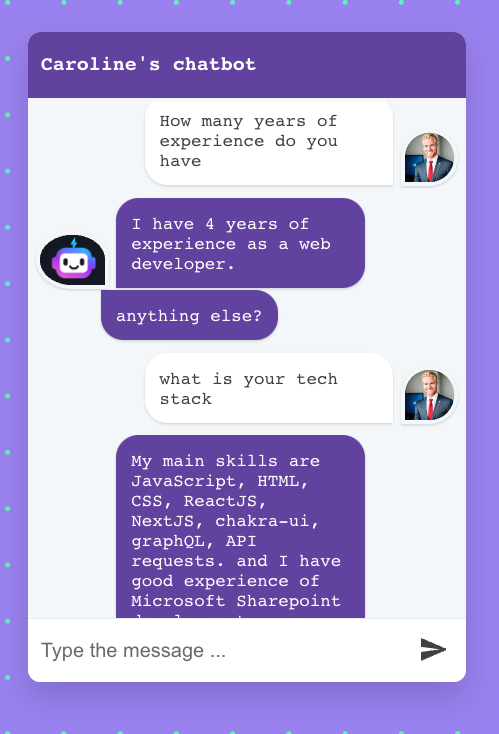 Caroline's chatbot
How many years of
experience do you
have
I have 4 years of
experience as a web
developer.
anything else?
what is your tech
stack
My main skills are
JavaScript, HTML,
CSS, ReactJS,
NextJS, chakra-ui,
graphQL, API
requests. and I have
good experience of
Microsoft Sharepoint
Type the message ...